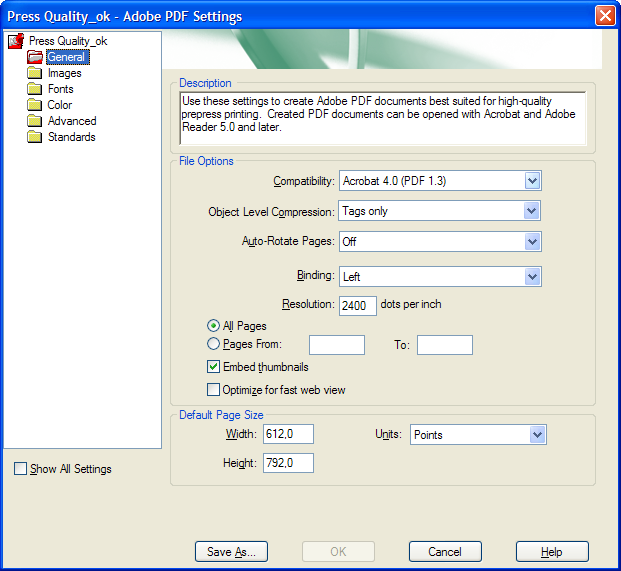 Press Quality_ok - Adobe PDF Settings
Press Quality_ok
General
Images
Fonts
Color
Advanced
Standards
Show All Settings
Description
Use these settings to create Adobe PDF documents best suited for high-quality
prepress printing. Created PDF documents can be opened with Acrobat and Adobe
Reader 5.0 and later.
File Options
Compatibility: Acrobat 4.0 (PDF 1.3)
Object Level Compression: Tags only
Auto-Rotate Pages: Off
Binding: Left
Resolution: 2400 dots per inch
All Pages
Pages From: To:
Embed thumbnails
Optimize for fast web view
Default Page Size
Width: 612,0 Units: Points
Height: 792,0
Save As... OK Cancel Help